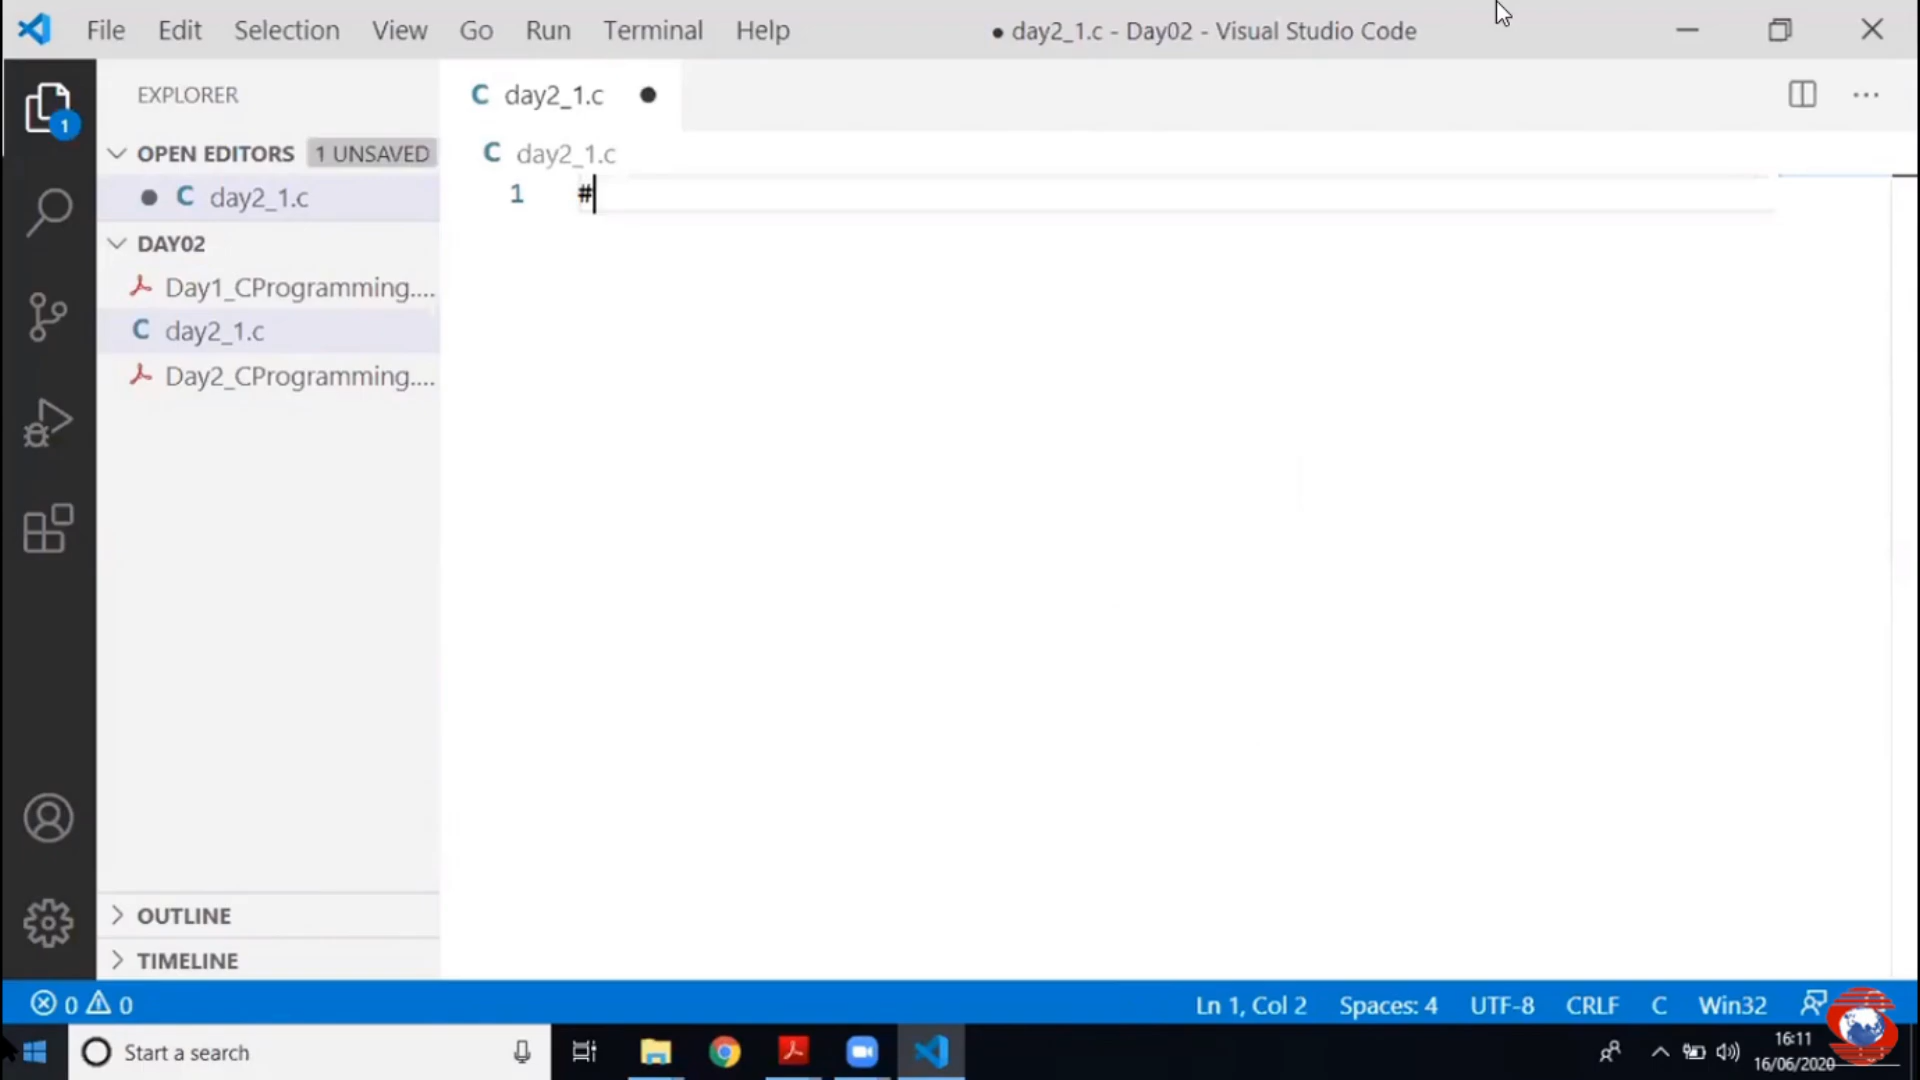 File Edit Selection View Go Run Terminal Help ● day2_1.c - Day02 - Visual Studio Code
EXPLORER
C day2_1.c ●
1
OPEN EDITORS 1 UNSAVED
● C day2_1.c
C day2_1.c
1 #
DAY02
Day1_CProgramming....
C day2_1.c
Day2_CProgramming....
OUTLINE
TIMELINE
0 0 Ln 1, Col 2 Spaces: 4 UTF-8 CRLF C Win32
Start a search
16:11
16/06/2020